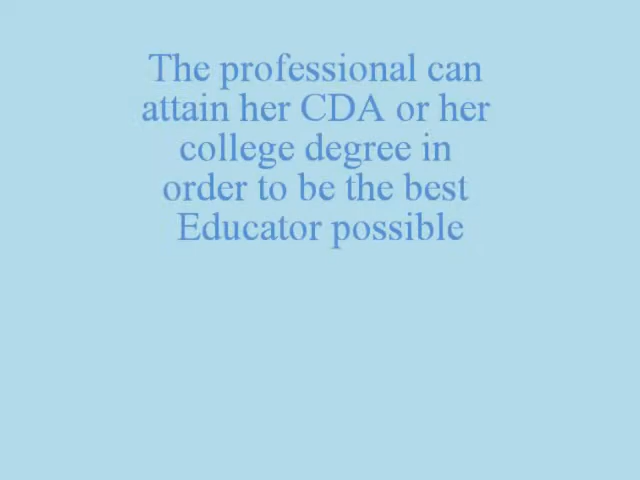 The professional can
attain her CDA or her
college degree in
order to be the best
Educator possible